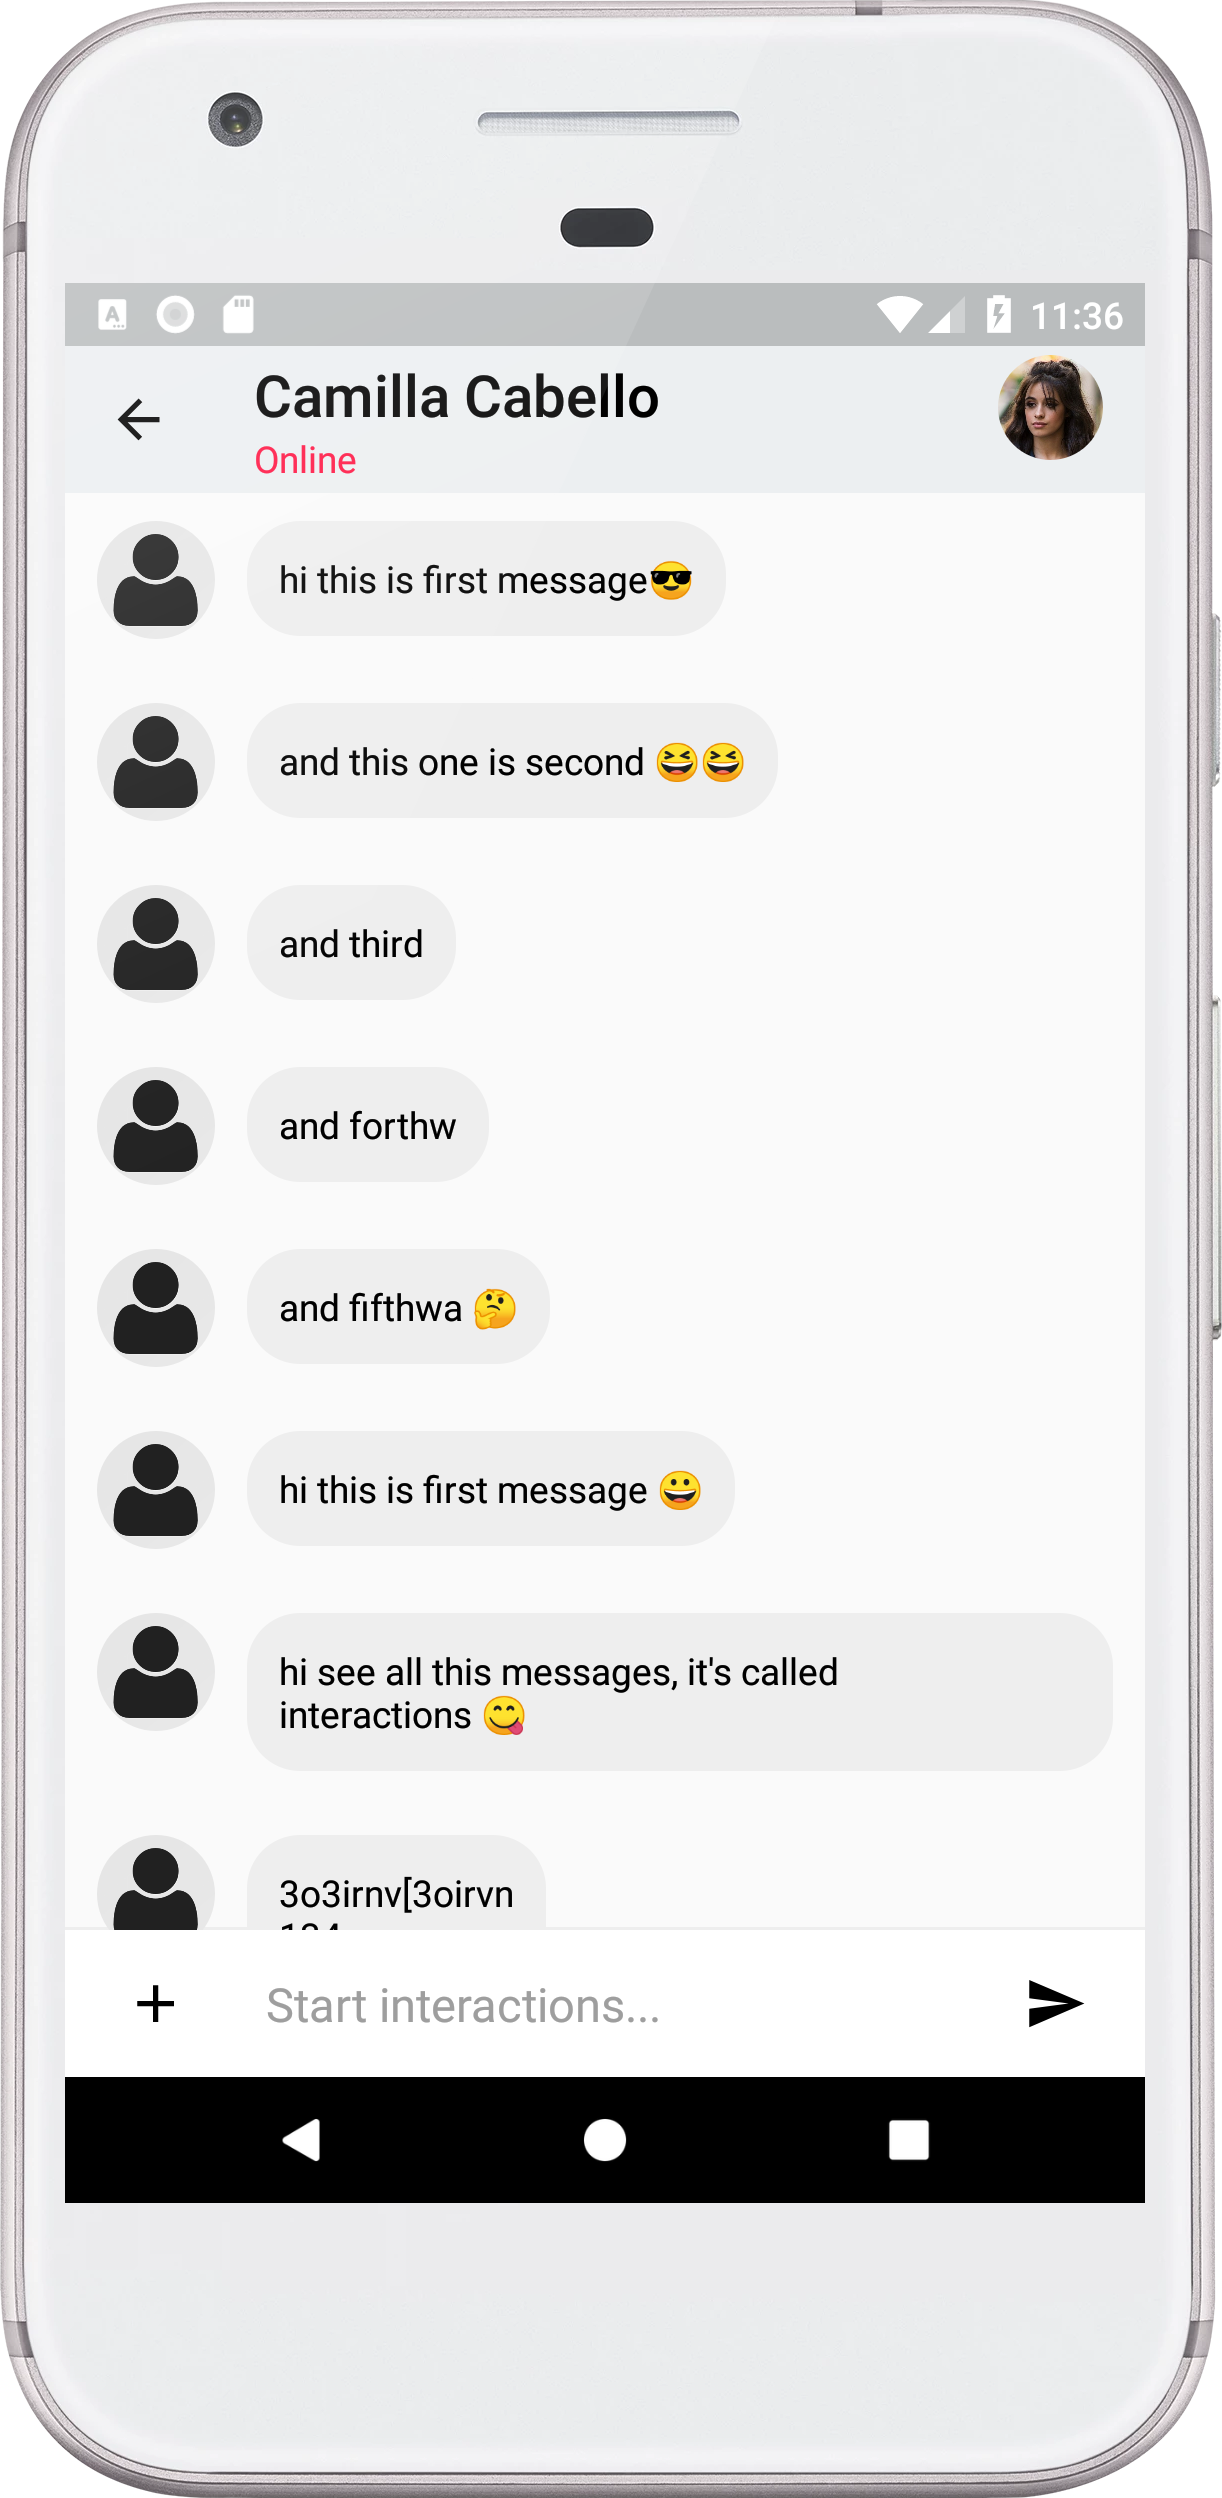 11:36
Camilla Cabello
Online
hi this is first message😎
and this one is second 😆😆
and third
and forthw
and fifthwa 🤔
hi this is first message 😀
hi see all this messages, it's called
interactions 😋
3o3irnv[3oirvn
Start interactions...